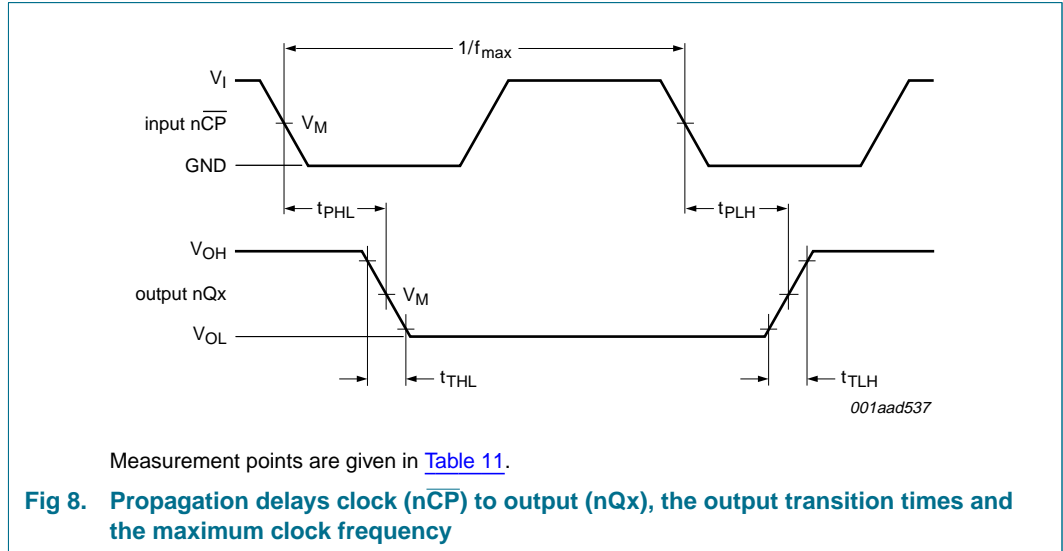 1/fmax
VI
input nC̅P̅
VM
GND
tPHL
tPLH
VOH
output nQx
VM
VOL
tTHL
tTLH
001aad537
Measurement points are given in Table 11.
Fig 8. Propagation delays clock (nC̅P̅) to output (nQx), the output transition times and
the maximum clock frequency